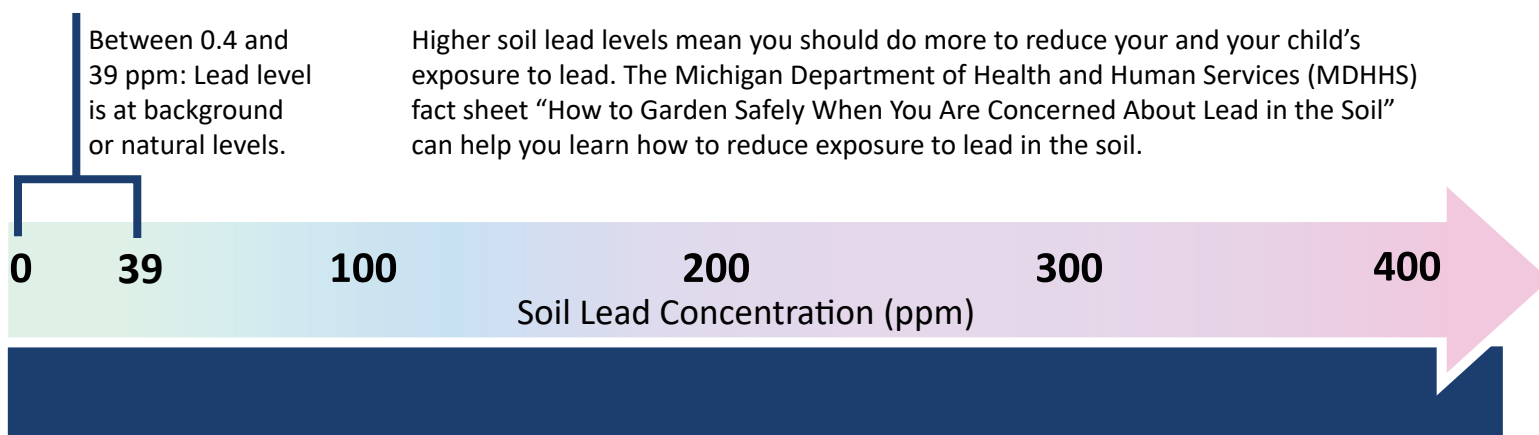 Between 0.4 and
39 ppm: Lead level
is at background
or natural levels.
Higher soil lead levels mean you should do more to reduce your and your child’s
exposure to lead. The Michigan Department of Health and Human Services (MDHHS)
fact sheet “How to Garden Safely When You Are Concerned About Lead in the Soil”
can help you learn how to reduce exposure to lead in the soil.
0 39 100 200 300 400
Soil Lead Concentration (ppm)